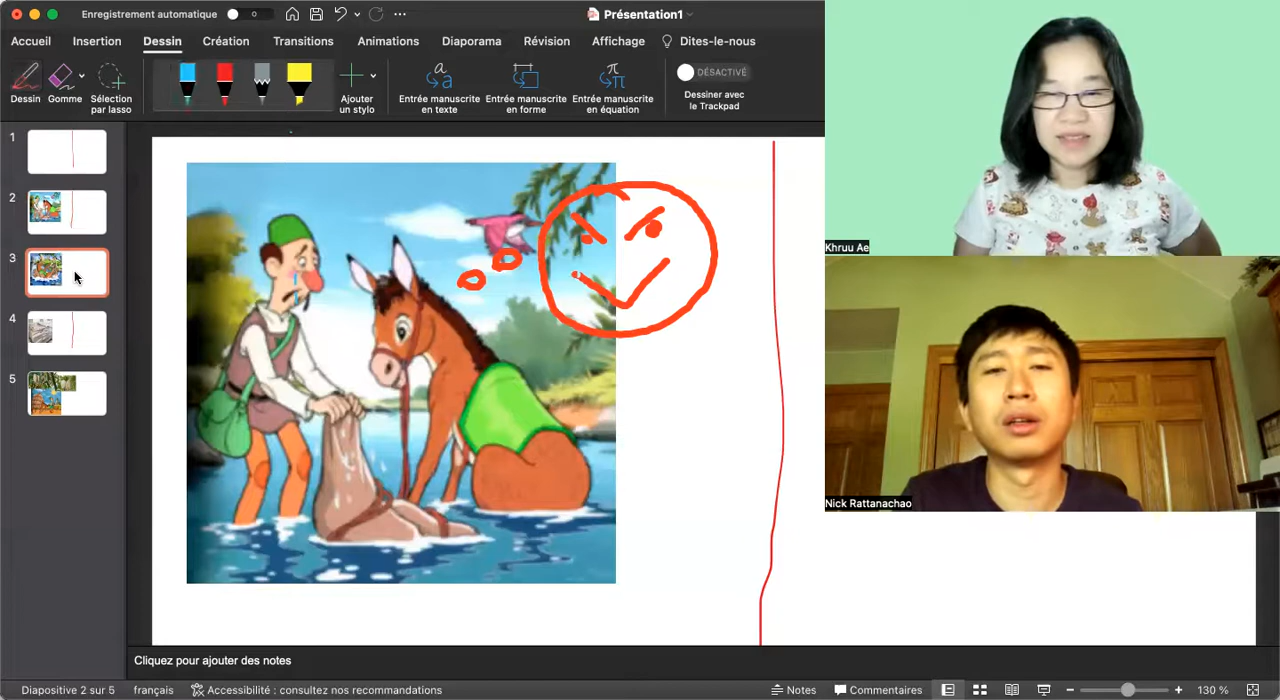 Enregistrement automatique 0
Présentation1
Accueil Insertion Dessin Création Transitions Animations Diaporama Révision Affichage Dites-le-nous
Dessin
Gomme
Sélection
par lasso
Ajouter
un stylo
Entrée manuscrite
en texte
Entrée manuscrite
en forme
Entrée manuscrite
en équation
DÉSACTIVÉ
Dessiner avec
le Trackpad
1
2
3
4
5
Khruu Ae
Nick Rattanachao
Cliquez pour ajouter des notes
Diapositive 2 sur 5 français Accessibilité : consultez nos recommandations Notes Commentaires 130 %